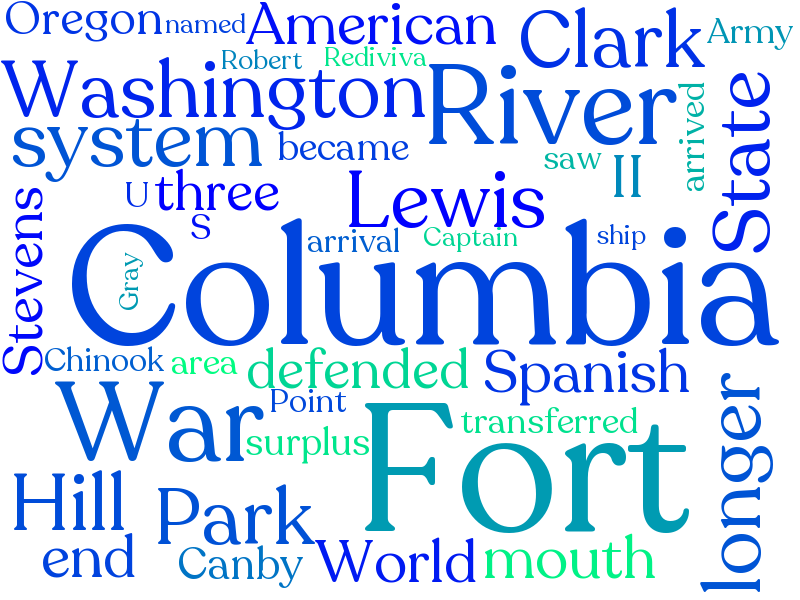 Oregon named American Clark Army
Robert Rediviva
Washington River arrived State
system became saw II
U three Lewis
S Stevens
arrival Captain ship
Columbia
Gray
Chinook area defended Spanish
War Point Fort transferred longer
surplus
Hill Park
end Canby World mouth